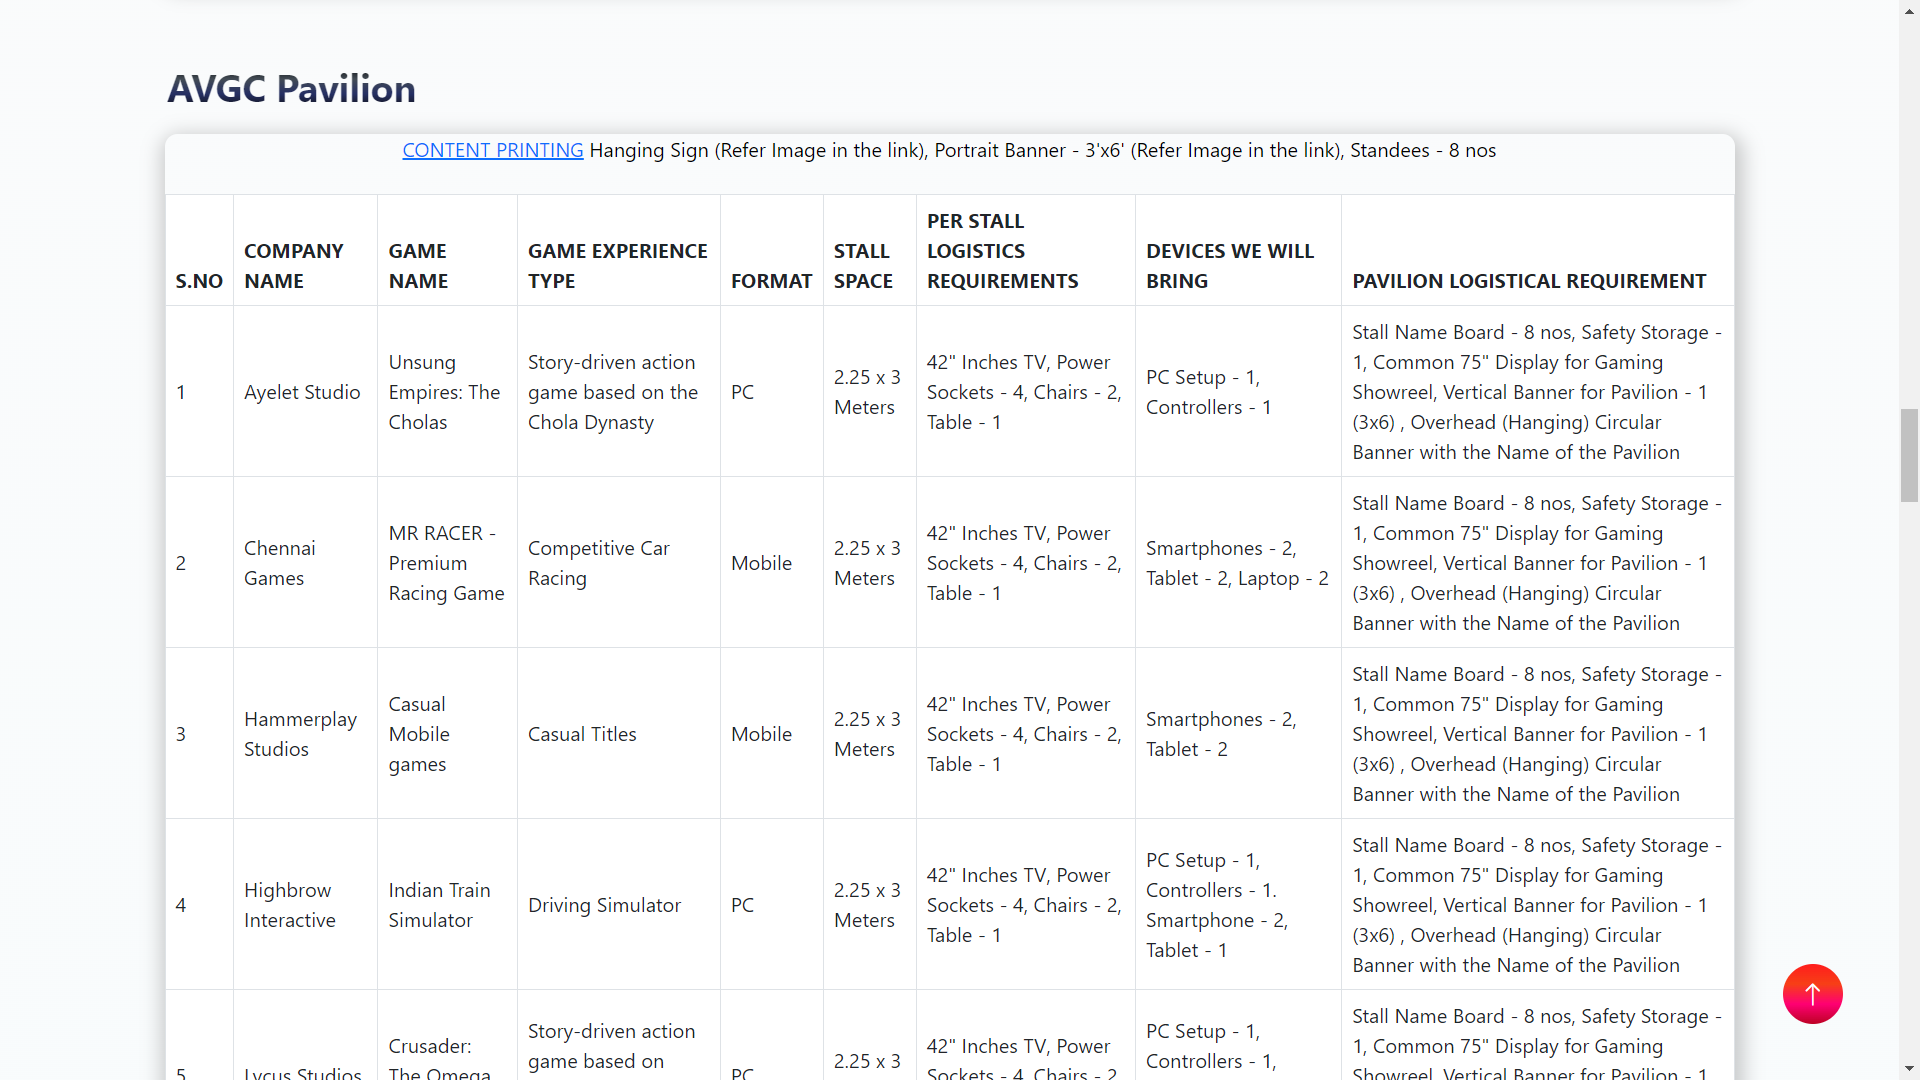 AVGC Pavilion
CONTENT PRINTING Hanging Sign (Refer Image in the link), Portrait Banner - 3'x6' (Refer Image in the link), Standees - 8 nos
S.NO
COMPANY
NAME
GAME
NAME
GAME EXPERIENCE
TYPE
FORMAT
STALL
SPACE
PER STALL
LOGISTICS
REQUIREMENTS
DEVICES WE WILL
BRING
PAVILION LOGISTICAL REQUIREMENT
1
Ayelet Studio
Unsung
Empires: The
Cholas
Story-driven action
game based on the
Chola Dynasty
PC
2.25 x 3
Meters
42" Inches TV, Power
Sockets - 4, Chairs - 2,
Table - 1
PC Setup - 1,
Controllers - 1
Stall Name Board - 8 nos, Safety Storage -
1, Common 75" Display for Gaming
Showreel, Vertical Banner for Pavilion - 1
(3x6) , Overhead (Hanging) Circular
Banner with the Name of the Pavilion
2
Chennai
Games
MR RACER -
Premium
Racing Game
Competitive Car
Racing
Mobile
2.25 x 3
Meters
42" Inches TV, Power
Sockets - 4, Chairs - 2,
Table - 1
Smartphones - 2,
Tablet - 2, Laptop - 2
Stall Name Board - 8 nos, Safety Storage -
1, Common 75" Display for Gaming
Showreel, Vertical Banner for Pavilion - 1
(3x6) , Overhead (Hanging) Circular
Banner with the Name of the Pavilion
3
Hammerplay
Studios
Casual
Mobile
games
Casual Titles
Mobile
2.25 x 3
Meters
42" Inches TV, Power
Sockets - 4, Chairs - 2,
Table - 1
Smartphones - 2,
Tablet - 2
Stall Name Board - 8 nos, Safety Storage -
1, Common 75" Display for Gaming
Showreel, Vertical Banner for Pavilion - 1
(3x6) , Overhead (Hanging) Circular
Banner with the Name of the Pavilion
4
Highbrow
Interactive
Indian Train
Simulator
Driving Simulator
PC
2.25 x 3
Meters
42" Inches TV, Power
Sockets - 4, Chairs - 2,
Table - 1
PC Setup - 1,
Controllers - 1.
Smartphone - 2,
Tablet - 1
Stall Name Board - 8 nos, Safety Storage -
1, Common 75" Display for Gaming
Showreel, Vertical Banner for Pavilion - 1
(3x6) , Overhead (Hanging) Circular
Banner with the Name of the Pavilion
5
Lycus Studios
Crusader:
The Omega
Story-driven action
game based on
PC
2.25 x 3
42" Inches TV, Power
Sockets - 4, Chairs - 2,
PC Setup - 1,
Controllers - 1,
Stall Name Board - 8 nos, Safety Storage -
1, Common 75" Display for Gaming
Showreel, Vertical Banner for Pavilion - 1